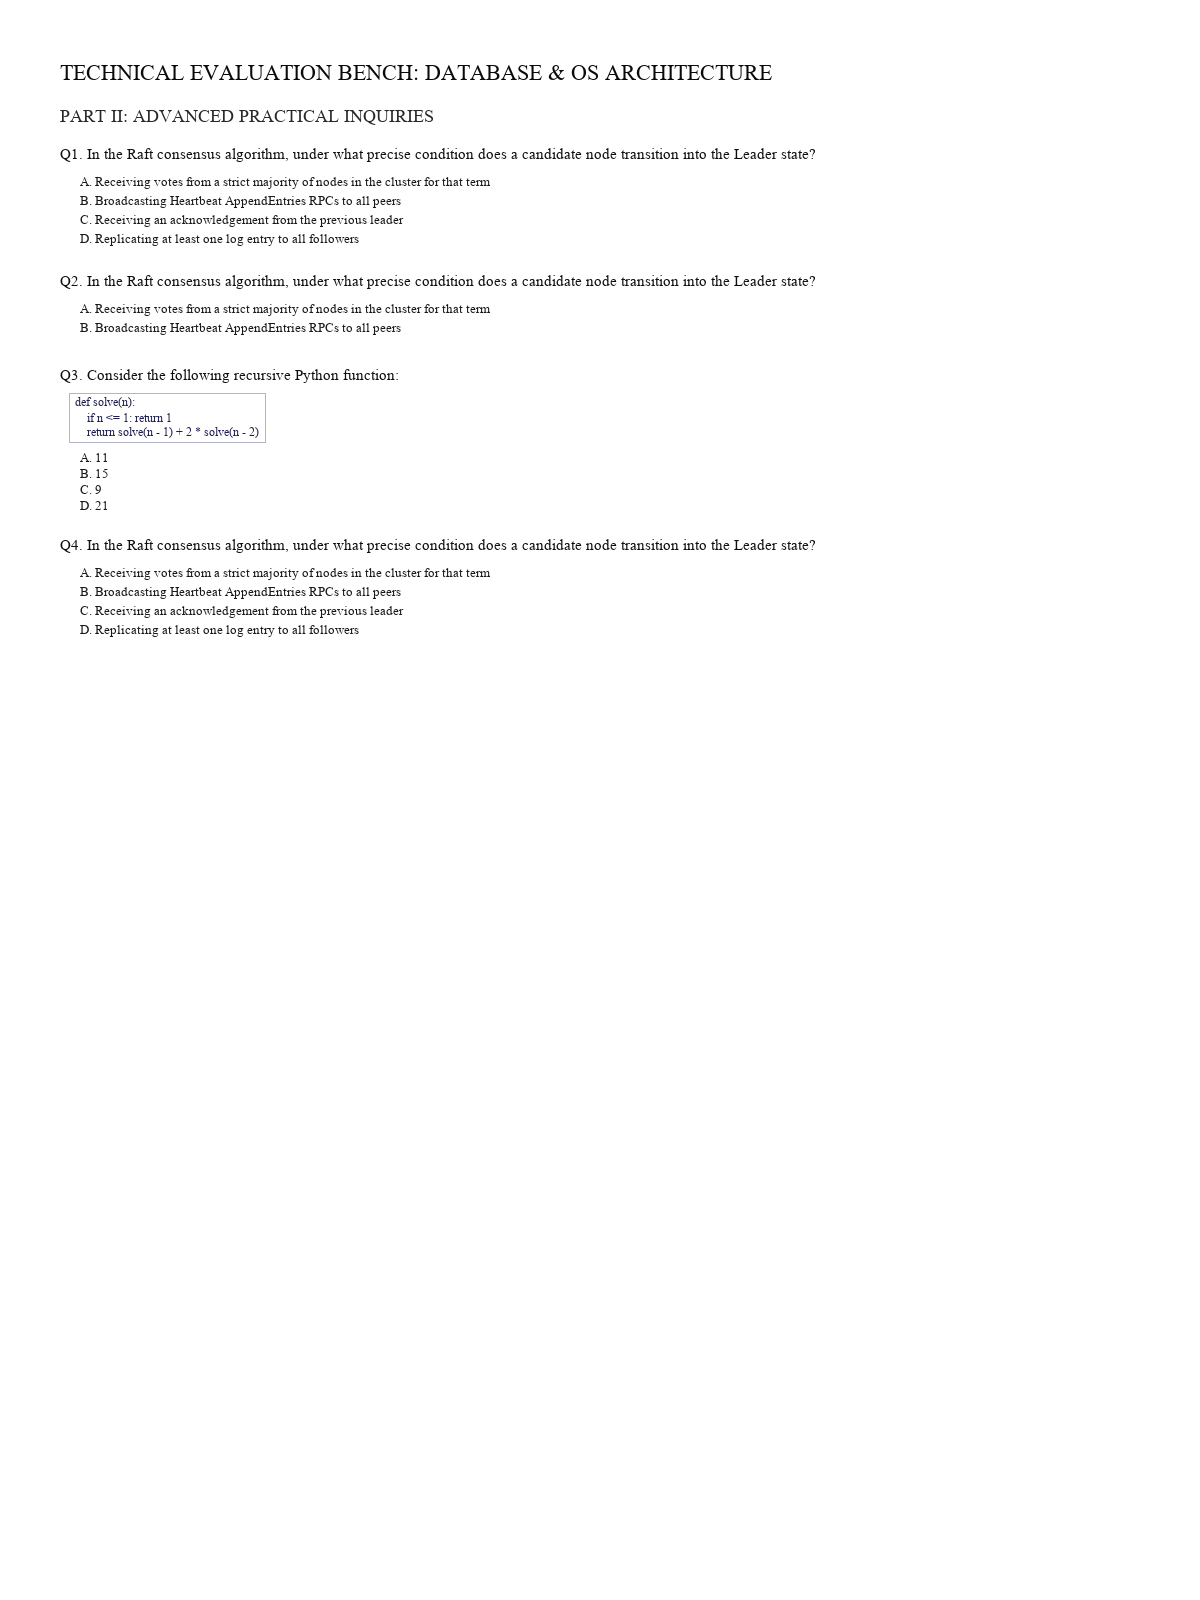 TECHNICAL EVALUATION BENCH: DATABASE & OS ARCHITECTURE
PART II: ADVANCED PRACTICAL INQUIRIES
Q1. In the Raft consensus algorithm, under what precise condition does a candidate node transition into the Leader state?
A. Receiving votes from a strict majority of nodes in the cluster for that term
B. Broadcasting Heartbeat AppendEntries RPCs to all peers
C. Receiving an acknowledgement from the previous leader
D. Replicating at least one log entry to all followers
Q2. In the Raft consensus algorithm, under what precise condition does a candidate node transition into the Leader state?
A. Receiving votes from a strict majority of nodes in the cluster for that term
B. Broadcasting Heartbeat AppendEntries RPCs to all peers
Q3. Consider the following recursive Python function:
def solve(n):
    if n <= 1: return 1
    return solve(n - 1) + 2 * solve(n - 2)
A. 11
B. 15
C. 9
D. 21
Q4. In the Raft consensus algorithm, under what precise condition does a candidate node transition into the Leader state?
A. Receiving votes from a strict majority of nodes in the cluster for that term
B. Broadcasting Heartbeat AppendEntries RPCs to all peers
C. Receiving an acknowledgement from the previous leader
D. Replicating at least one log entry to all followers